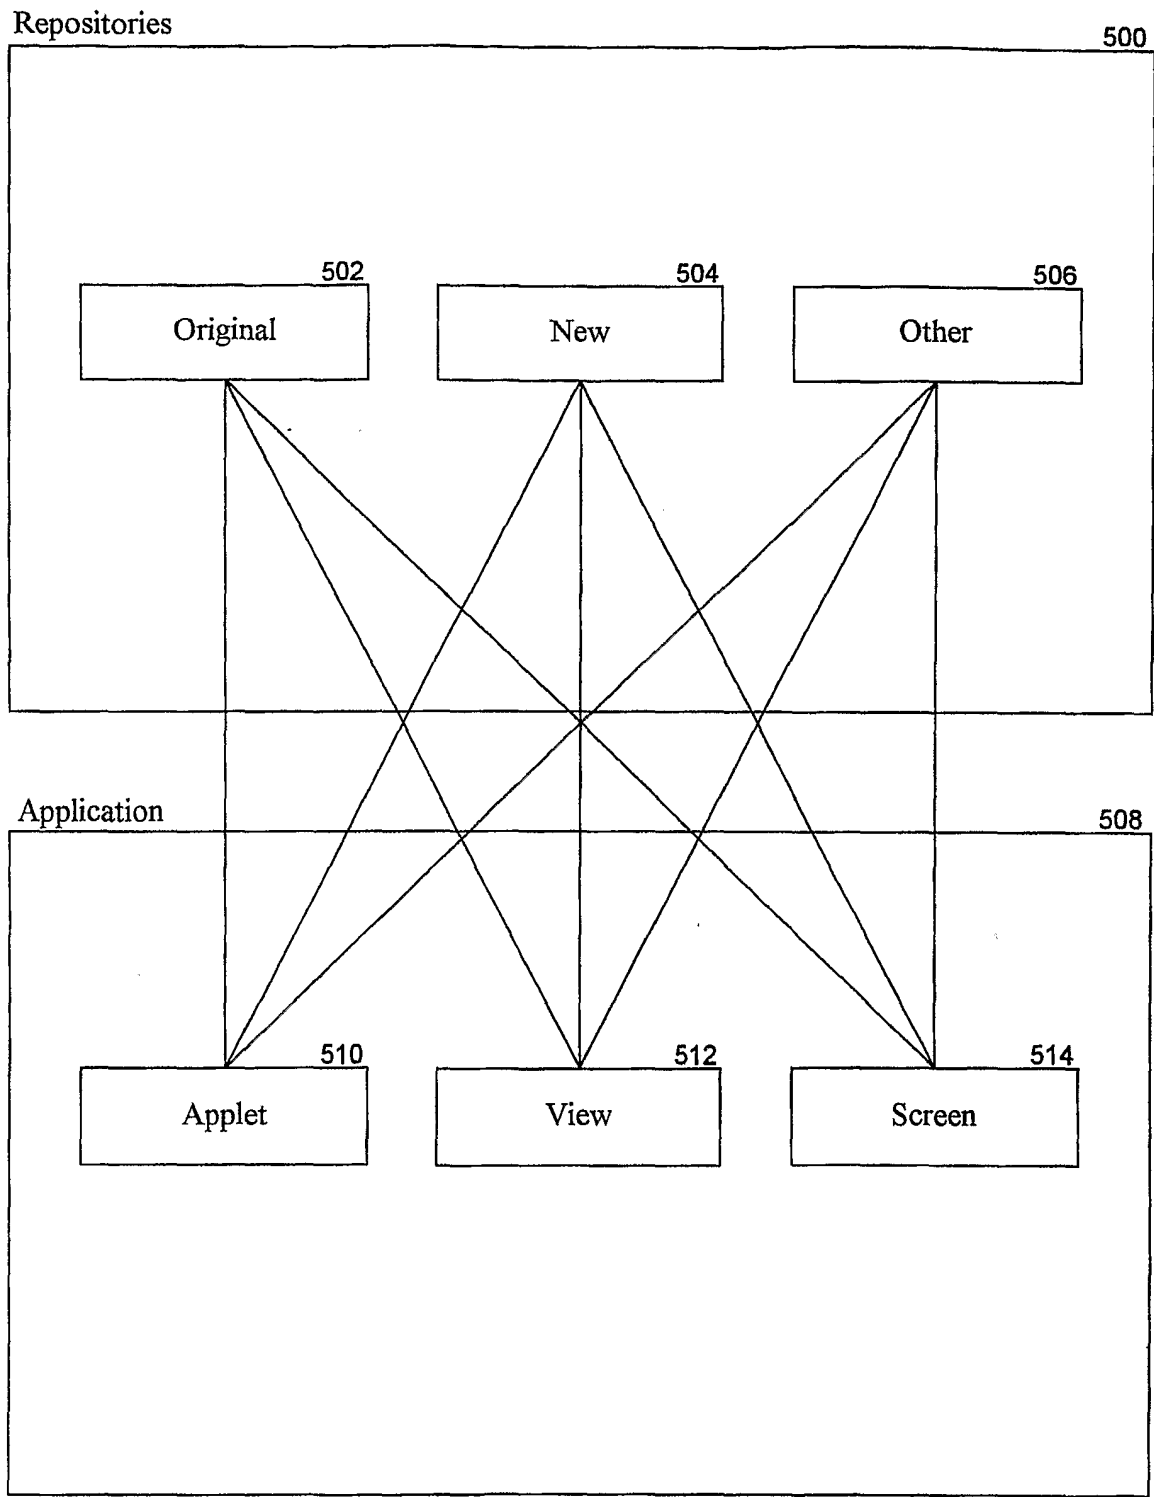 Repositories
500
502
504
506
Original
New
Other
Application
508
510
512
514
Applet
View
Screen